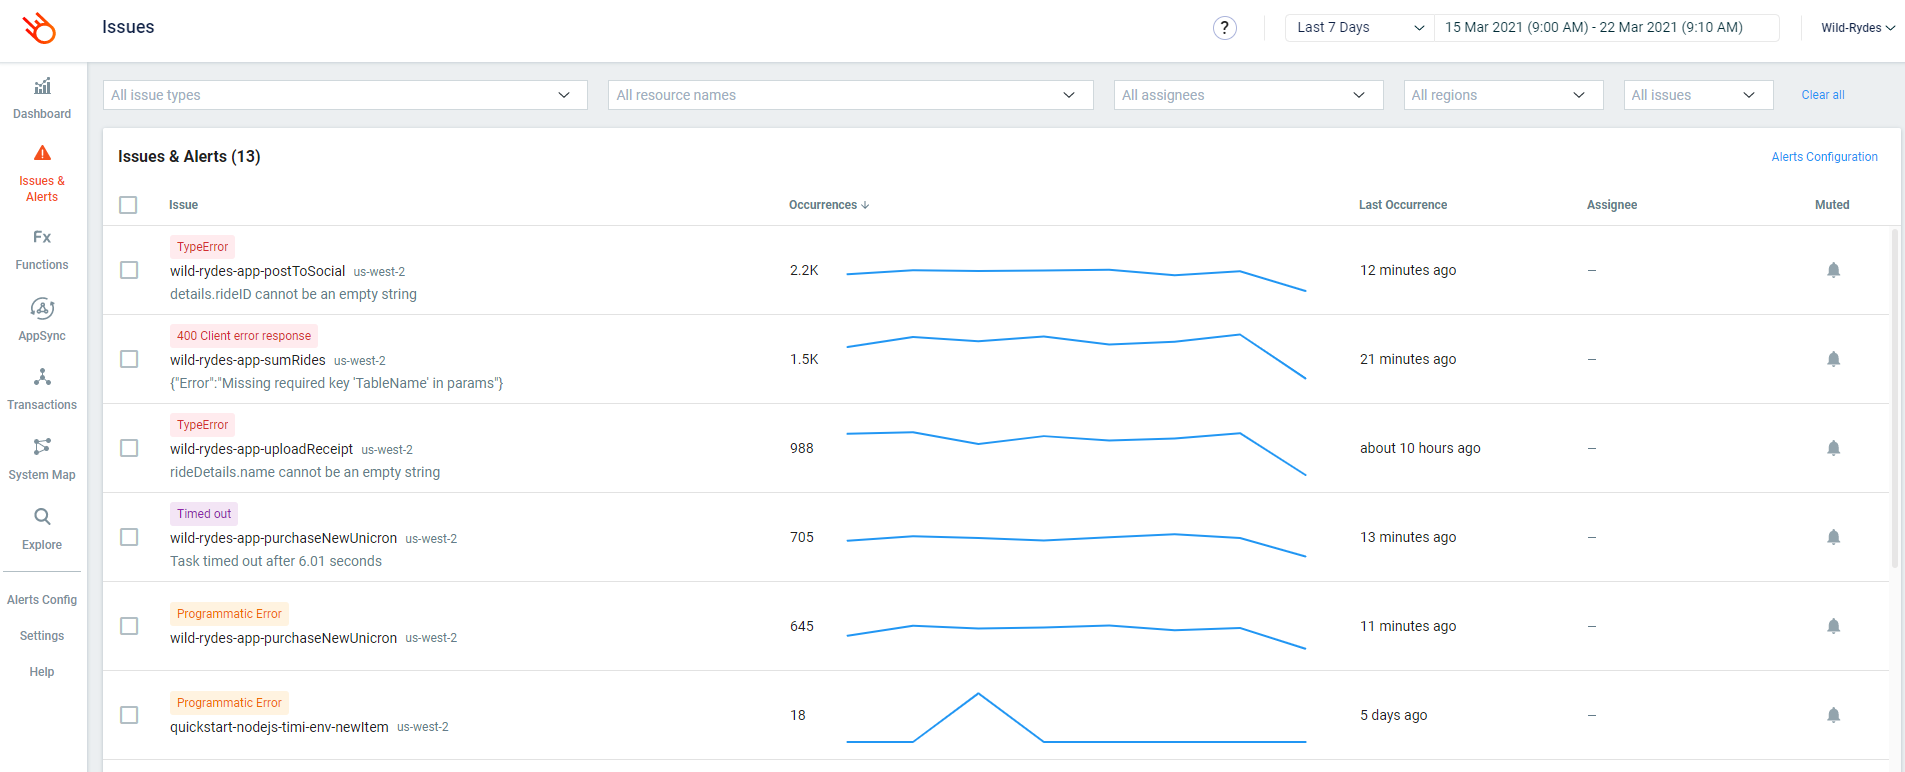 Issues
?
Last 7 Days
15 Mar 2021 (9:00 AM) - 22 Mar 2021 (9:10 AM)
Wild-Rydes
Dashboard
Issues &
Alerts
Fx
Functions
AppSync
Transactions
System Map
Explore
Alerts Config
Settings
Help
All issue types
All resource names
All assignees
All regions
All issues
Clear all
Issues & Alerts (13)
Alerts Configuration
Issue
Occurrences
Last Occurrence
Assignee
Muted
TypeError
wild-rydes-app-postToSocial us-west-2
details.rideID cannot be an empty string
2.2K
12 minutes ago
–
400 Client error response
wild-rydes-app-sumRides us-west-2
{"Error":"Missing required key 'TableName' in params"}
1.5K
21 minutes ago
–
TypeError
wild-rydes-app-uploadReceipt us-west-2
rideDetails.name cannot be an empty string
988
about 10 hours ago
–
Timed out
wild-rydes-app-purchaseNewUnicron us-west-2
Task timed out after 6.01 seconds
705
13 minutes ago
–
Programmatic Error
wild-rydes-app-purchaseNewUnicron us-west-2
645
11 minutes ago
–
Programmatic Error
quickstart-nodejs-timi-env-newItem us-west-2
18
5 days ago
–